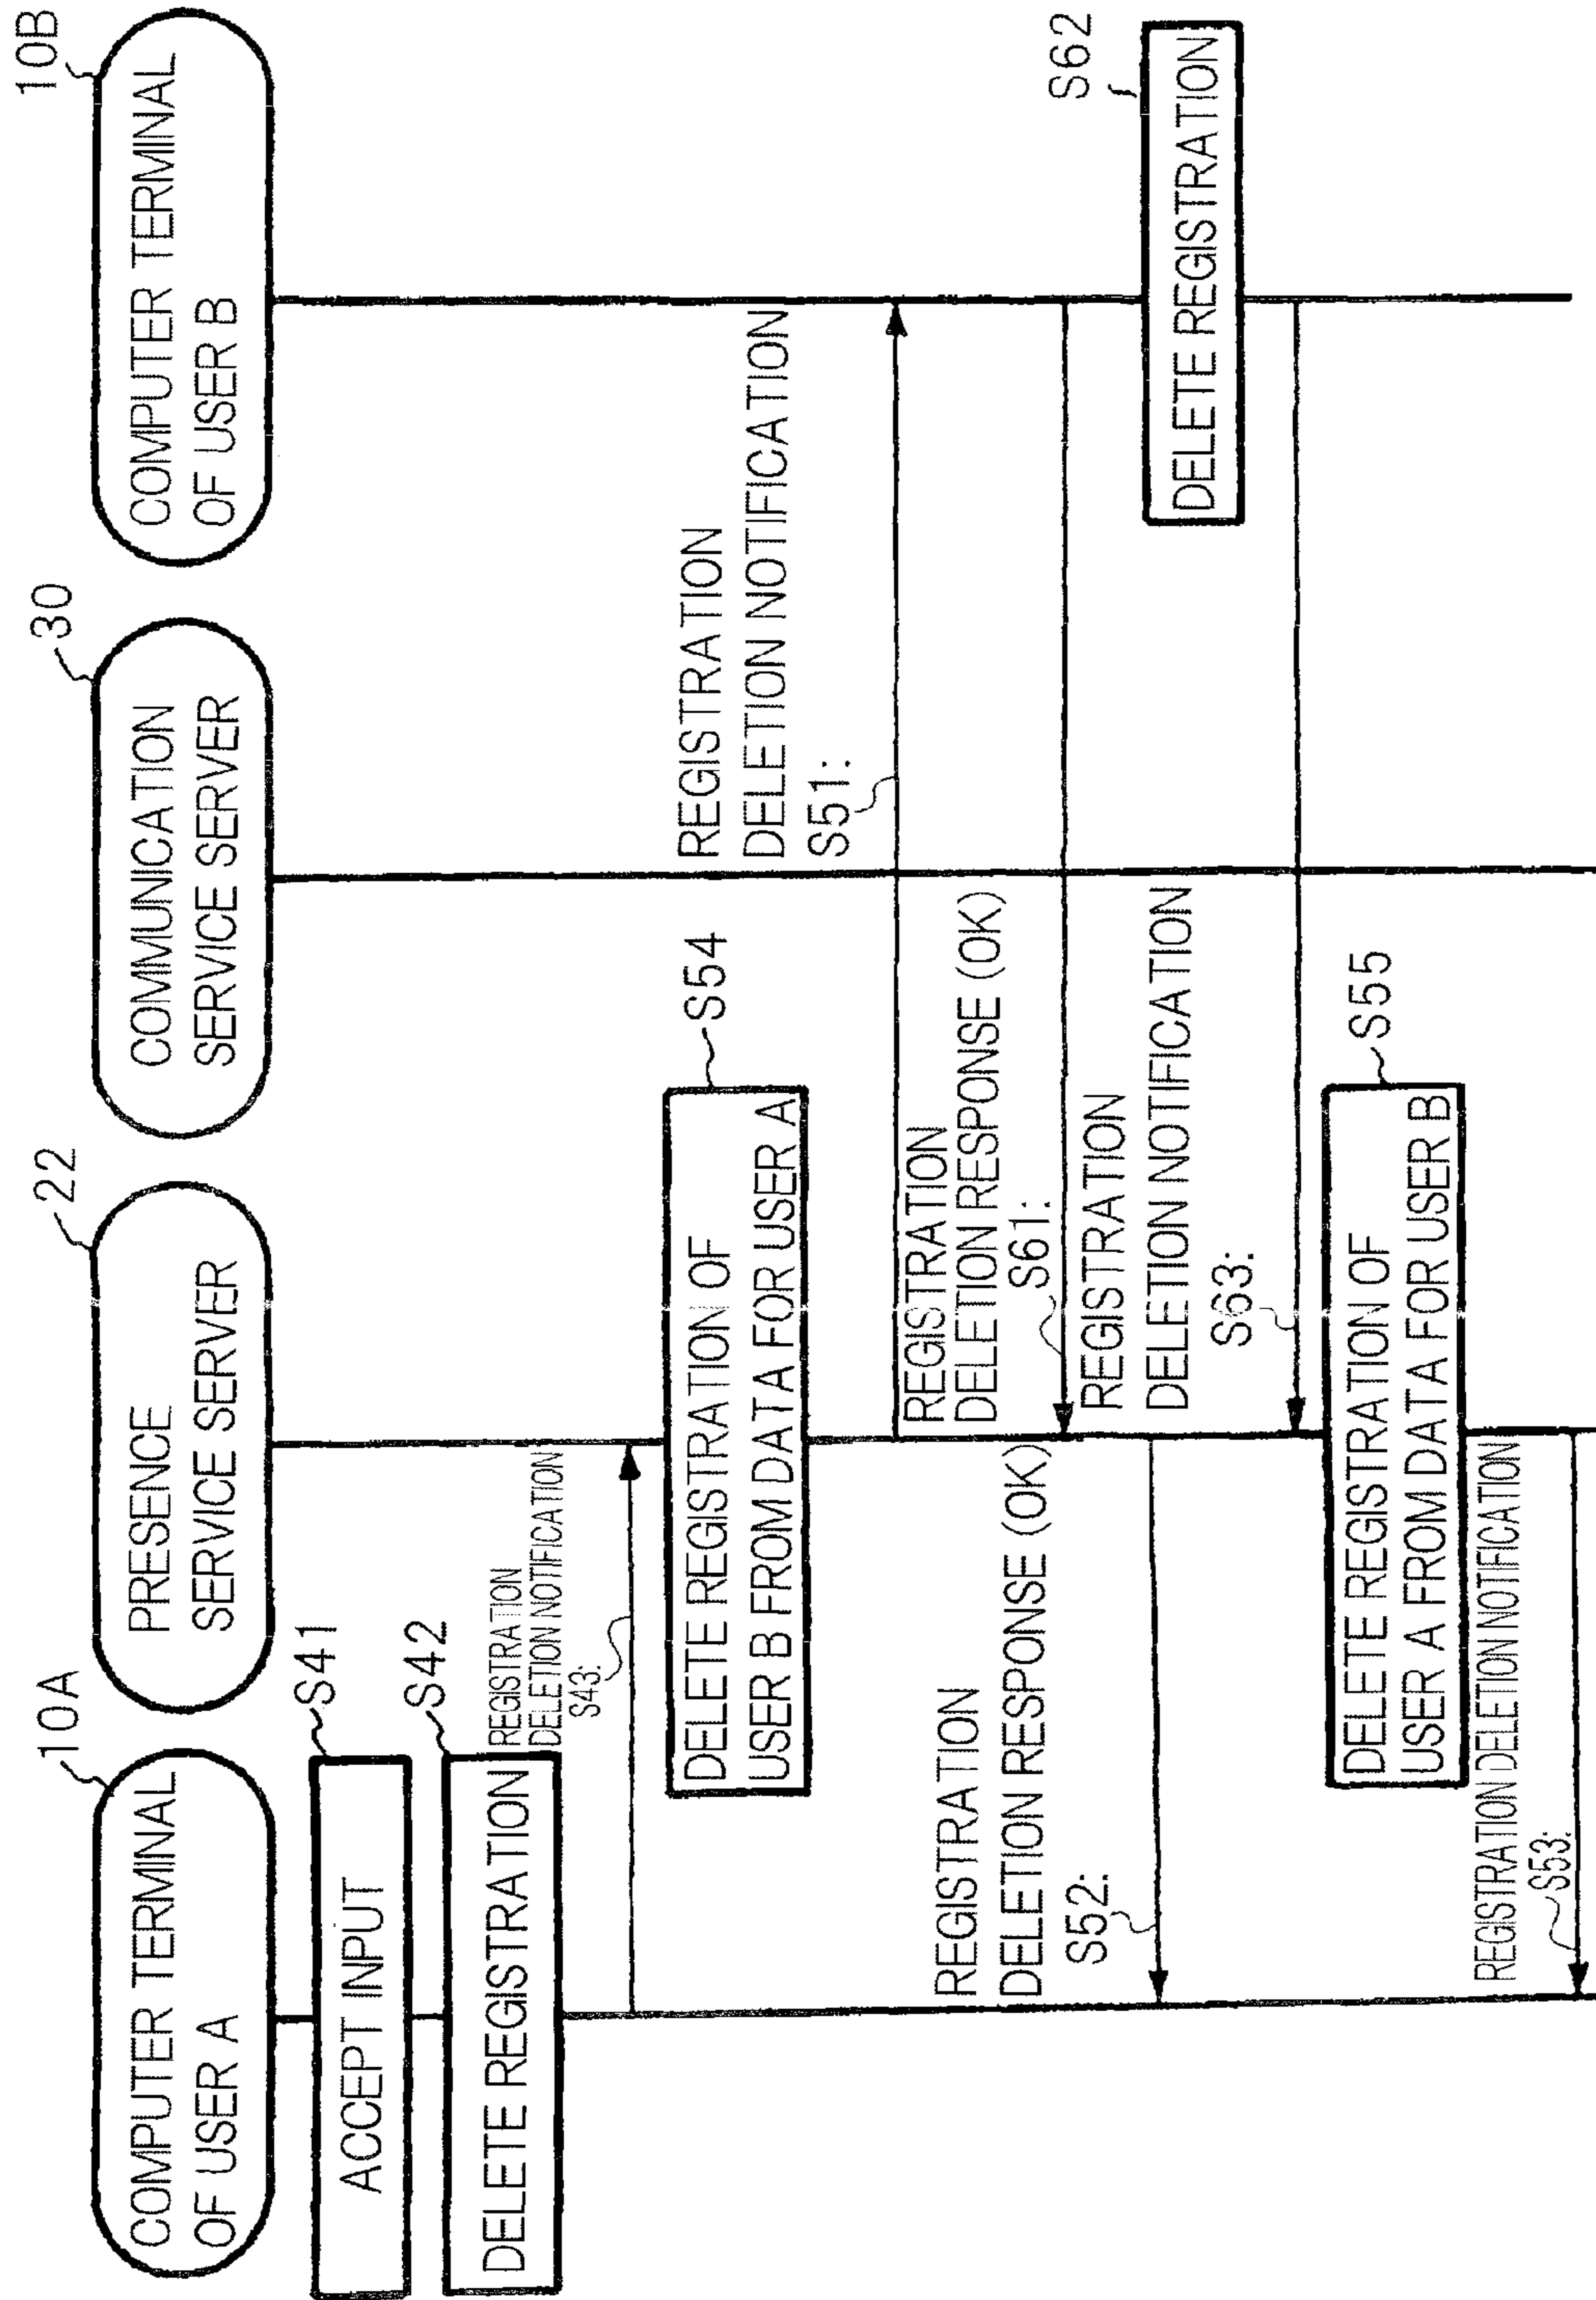 10A
COMPUTER TERMINAL
OF USER A
22
PRESENCE
SERVICE SERVER
30
COMMUNICATION
SERVICE SERVER
10B
COMPUTER TERMINAL
OF USER B
S41
ACCEPT INPUT
S42
DELETE REGISTRATION
REGISTRATION
DELETION NOTIFICATION
S43:
S54
DELETE REGISTRATION OF
USER B FROM DATA FOR USER A
REGISTRATION
DELETION NOTIFICATION
S51:
REGISTRATION
DELETION RESPONSE (OK)
S61:
REGISTRATION
DELETION RESPONSE (OK)
S52:
S62
DELETE REGISTRATION
REGISTRATION
DELETION NOTIFICATION
S63:
S55
DELETE REGISTRATION OF
USER A FROM DATA FOR USER B
REGISTRATION DELETION NOTIFICATION
S53: